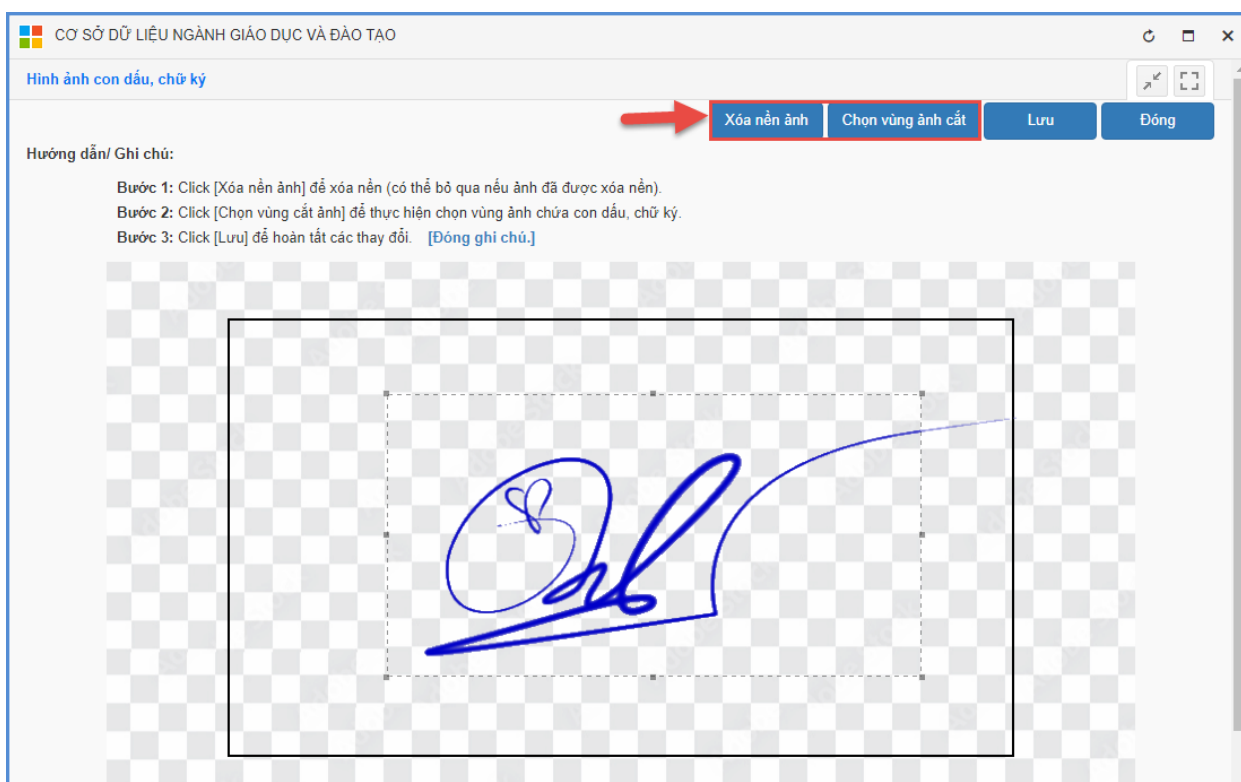 CƠ SỞ DỮ LIỆU NGÀNH GIÁO DỤC VÀ ĐÀO TẠO
Hình ảnh con dấu, chữ ký
Xóa nền ảnh Chọn vùng ảnh cắt Lưu Đóng
Hướng dẫn/ Ghi chú:
Bước 1: Click [Xóa nền ảnh] để xóa nền (có thể bỏ qua nếu ảnh đã được xóa nền).
Bước 2: Click [Chọn vùng cắt ảnh] để thực hiện chọn vùng ảnh chứa con dấu, chữ ký.
Bước 3: Click [Lưu] để hoàn tất các thay đổi. [Đóng ghi chú.]